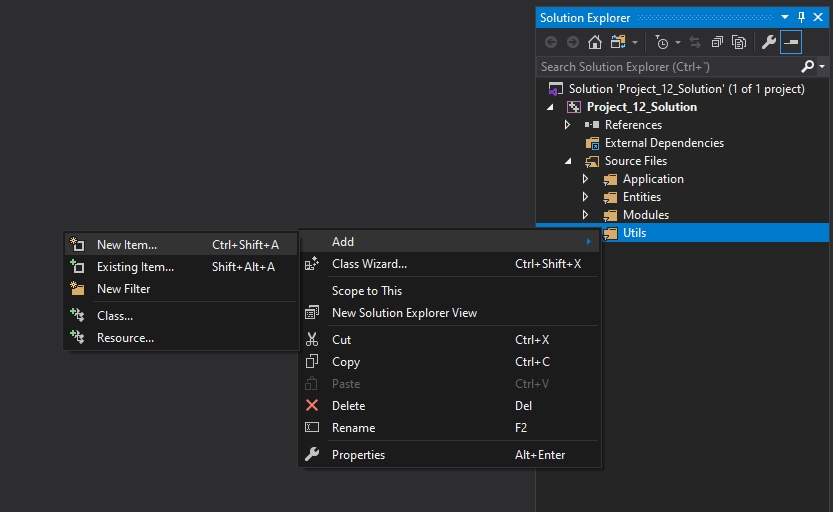 Solution Explorer
Search Solution Explorer (Ctrl+`)
Solution 'Project_12_Solution' (1 of 1 project)
Project_12_Solution
References
External Dependencies
Source Files
Application
Entities
Modules
Utils
Add
Class Wizard... Ctrl+Shift+X
Scope to This
New Solution Explorer View
Cut Ctrl+X
Copy Ctrl+C
Paste Ctrl+V
Delete Del
Rename F2
Properties Alt+Enter
New Item... Ctrl+Shift+A
Existing Item... Shift+Alt+A
New Filter
Class...
Resource...